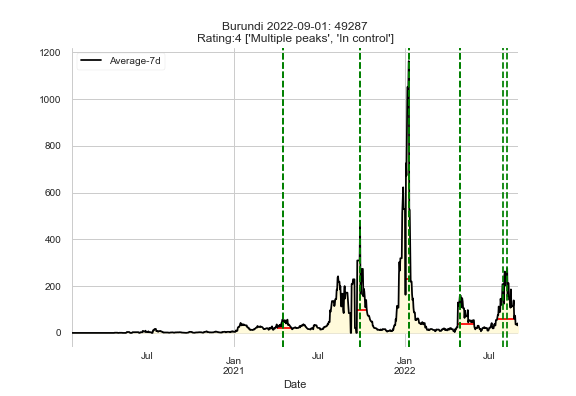 Burundi 2022-09-01: 49287
Rating:4 ['Multiple peaks', 'In control']
Average-7d
1200
1000
800
600
400
200
0
Jul
Jan
2021
Jul
Jan
2022
Jul
Date